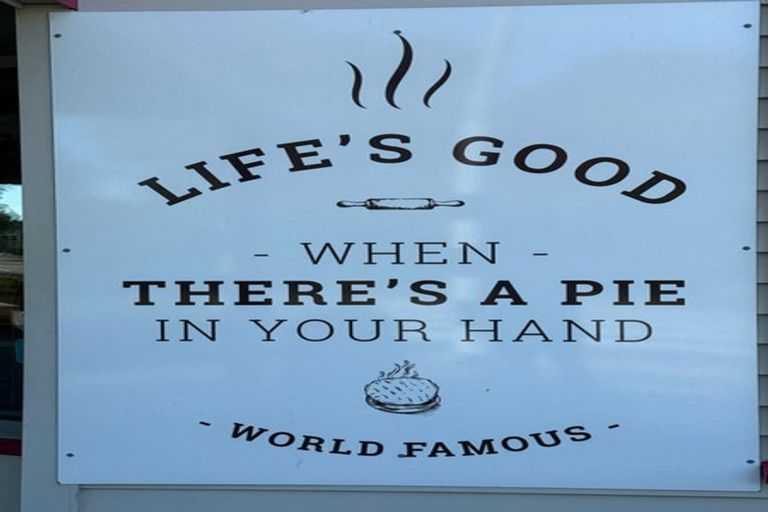 LIFE'S GOOD
- WHEN -
THERE'S A PIE
IN YOUR HAND
- WORLD FAMOUS -